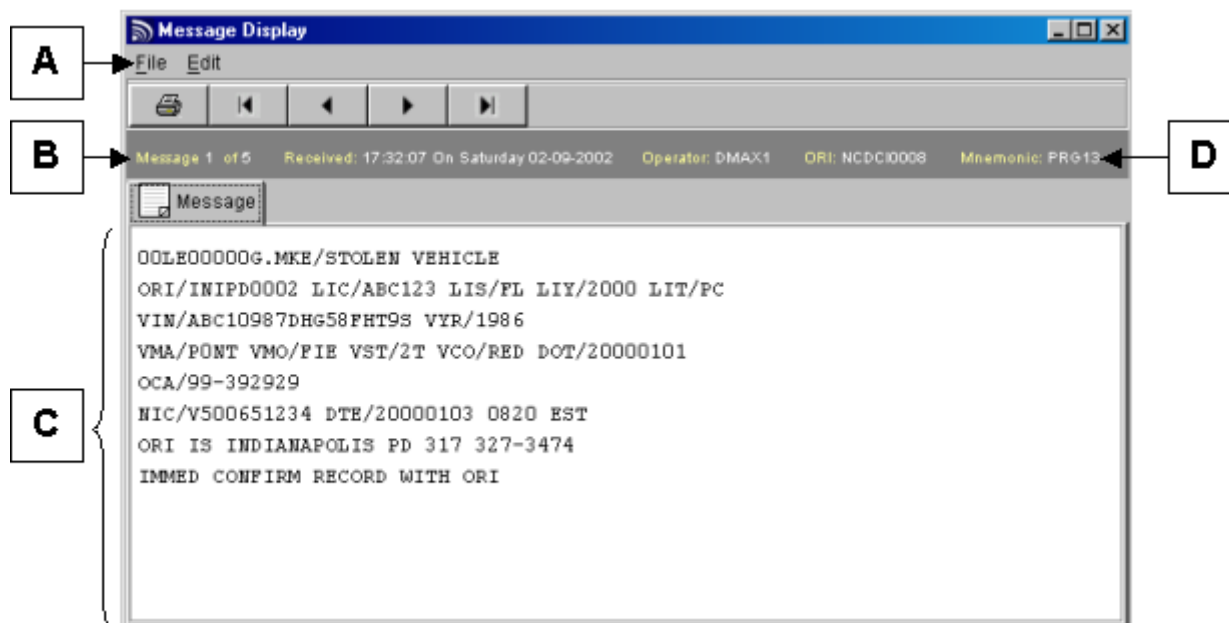 Message Display
A
File Edit
B
Message 1 of 5 Received: 17:32:07 On Saturday 02-09-2002 Operator: DMAX1 ORI: NCDCI0008 Mnemonic: PRG13
D
Message
00LE00000G.MKE/STOLEN VEHICLE
ORI/INIPD0002 LIC/ABC123 LIS/FL LIY/2000 LIT/PC
VIN/ABC10987DHG58FHT9S VYR/1986
VMA/PONT VMO/FIE VST/2T VCO/RED DOT/20000101
OCA/99-392929
C
NIC/V500651234 DTE/20000103 0820 EST
ORI IS INDIANAPOLIS PD 317 327-3474
IMMED CONFIRM RECORD WITH ORI